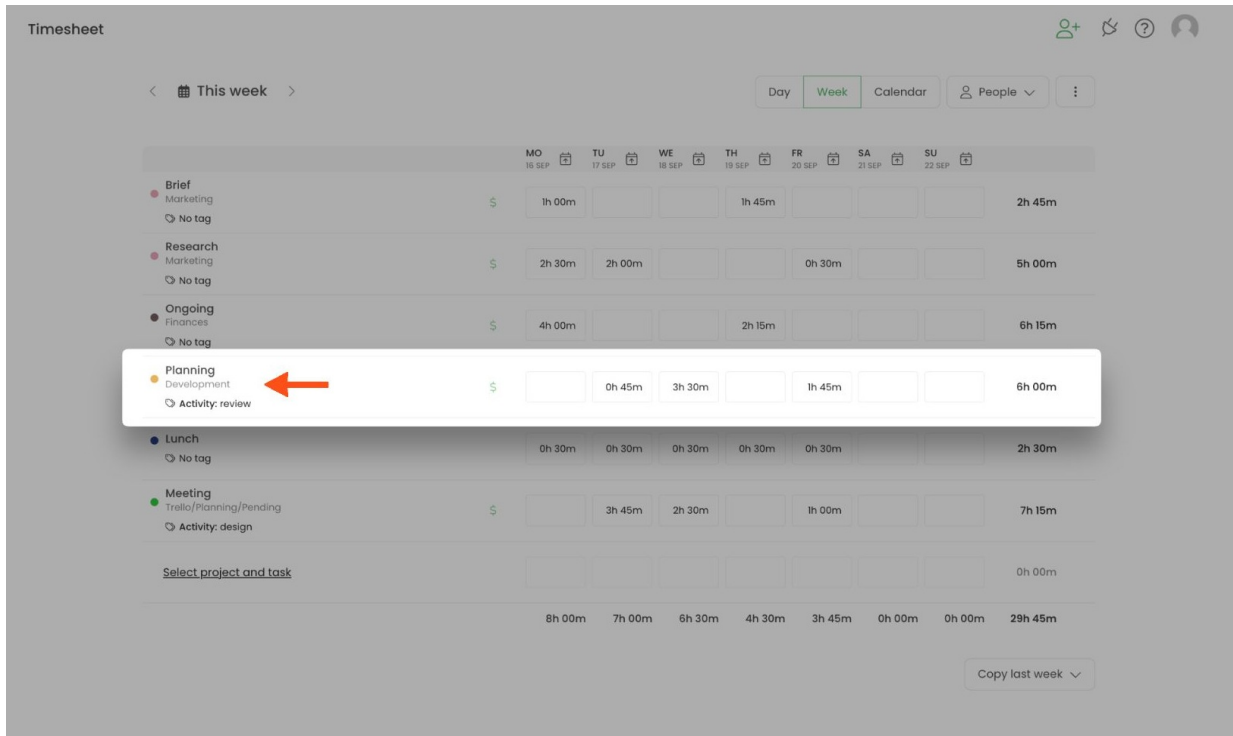 Timesheet
This week
Day Week Calendar People
MO TU WE TH FR SA SU
16 SEP 17 SEP 18 SEP 19 SEP 20 SEP 21 SEP 22 SEP
Brief
Marketing
$ 1h 00m 1h 45m 2h 45m
No tag
Research
Marketing
$ 2h 30m 2h 00m 0h 30m 5h 00m
No tag
Ongoing
Finances
$ 4h 00m 2h 15m 6h 15m
No tag
Planning
Development
$ 0h 45m 3h 30m 1h 45m 6h 00m
Activity: review
Lunch
0h 30m 0h 30m 0h 30m 0h 30m 0h 30m 2h 30m
No tag
Meeting
Trello/Planning/Pending
$ 3h 45m 2h 30m 1h 00m 7h 15m
Activity: design
Select project and task 0h 00m
8h 00m 7h 00m 6h 30m 4h 30m 3h 45m 0h 00m 0h 00m 29h 45m
Copy last week